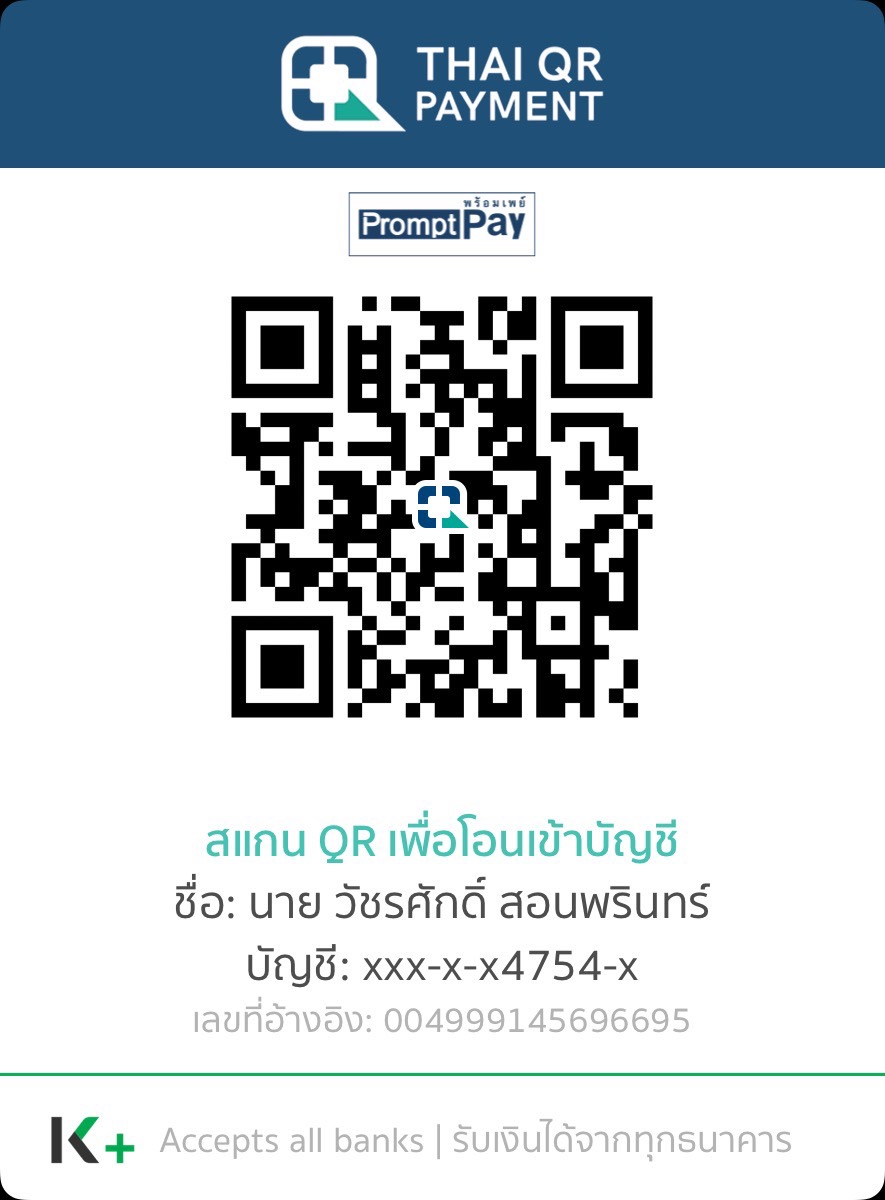 THAI QR
PAYMENT
พร้อมเพย์
PromptPay
สแกน QR เพื่อโอนเข้าบัญชี
ชื่อ: นาย วัชรศักดิ์ สอนพรินทร์
บัญชี: xxx-x-x4754-x
เลขที่อ้างอิง: 004999145696695
K+ Accepts all banks | รับเงินได้จากทุกธนาคาร